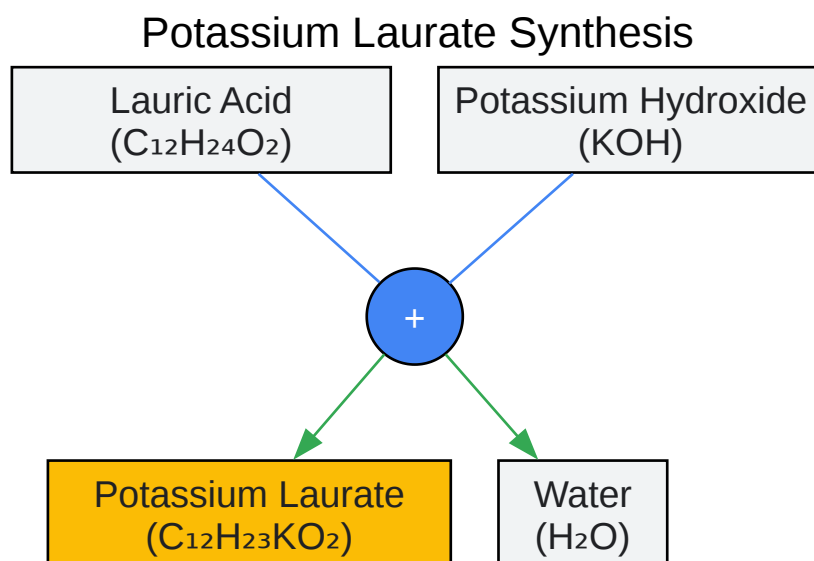 Potassium Laurate Synthesis
Lauric Acid
(C₁₂H₂₄O₂)
Potassium Hydroxide
(KOH)
+
Potassium Laurate
(C₁₂H₂₃KO₂)
Water
(H₂O)